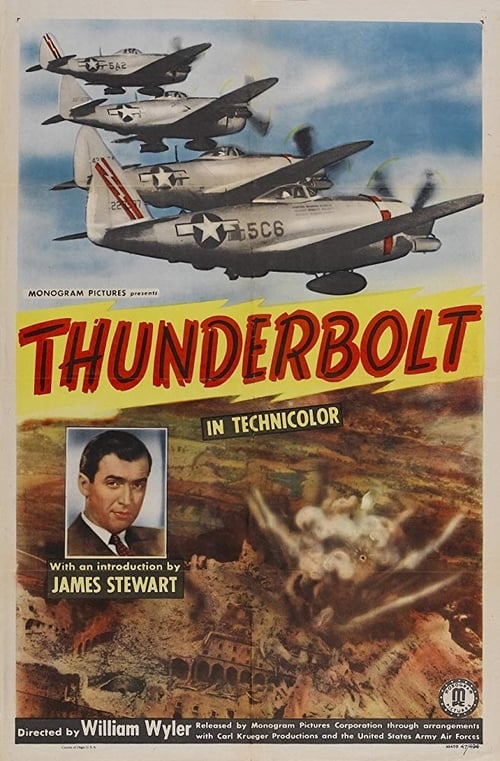 5A2
5C6
MONOGRAM PICTURES presents
THUNDERBOLT
IN TECHNICOLOR
With an introduction by
JAMES STEWART
Directed by William Wyler
Released by Monogram Pictures Corporation through arrangements
with Carl Krueger Productions and the United States Army Air Forces